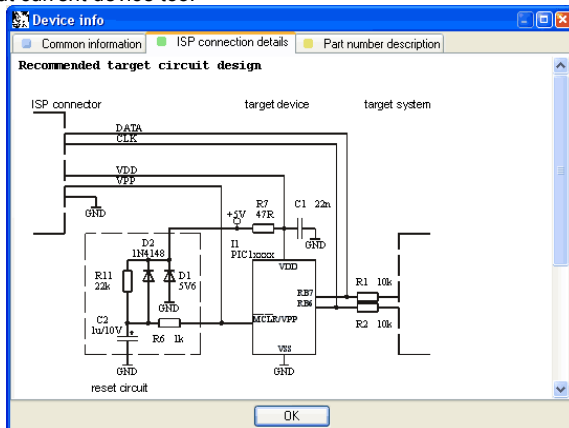 Device info
Common information
ISP connection details
Part number description
Recommended target circuit design
ISP connector
target device
target system
DATA
CLK
VDD
VPP
GND
R7
47R
C1 22n
+5V
GND
D2
1N4148
I1
PIC1xxxx
VDD
R11
22k
D1
5V6
RB7
RB6
R1 10k
GND
C2
1u/10V
MCLR/VPP
R6 1k
R2 10k
VSS
GND
GND
reset circuit
OK